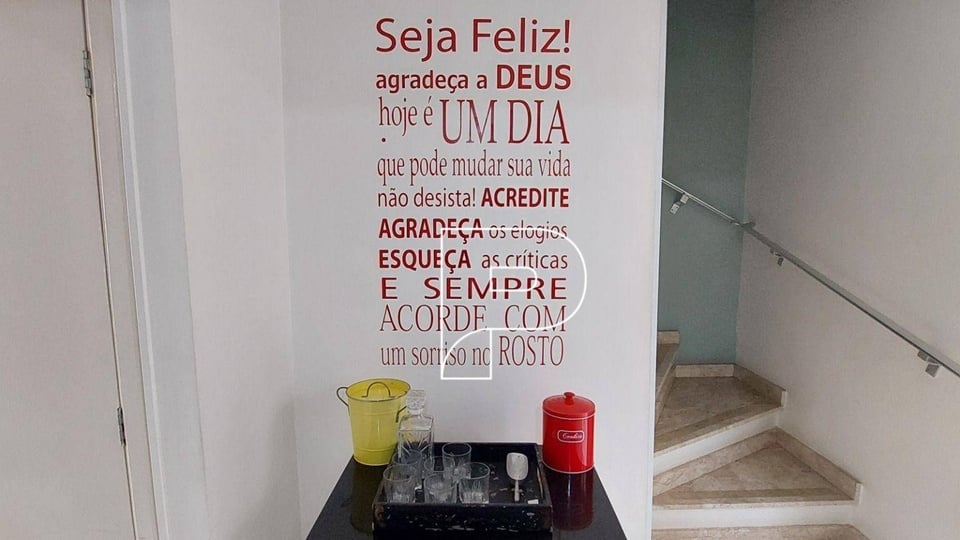 Seja Feliz!
agradeça a DEUS
hoje é UM DIA
que pode mudar sua vida
não desista! ACREDITE
AGRADEÇA os elogios
ESQUEÇA as críticas
E SEMPRE
ACORDE COM
um sorriso no ROSTO